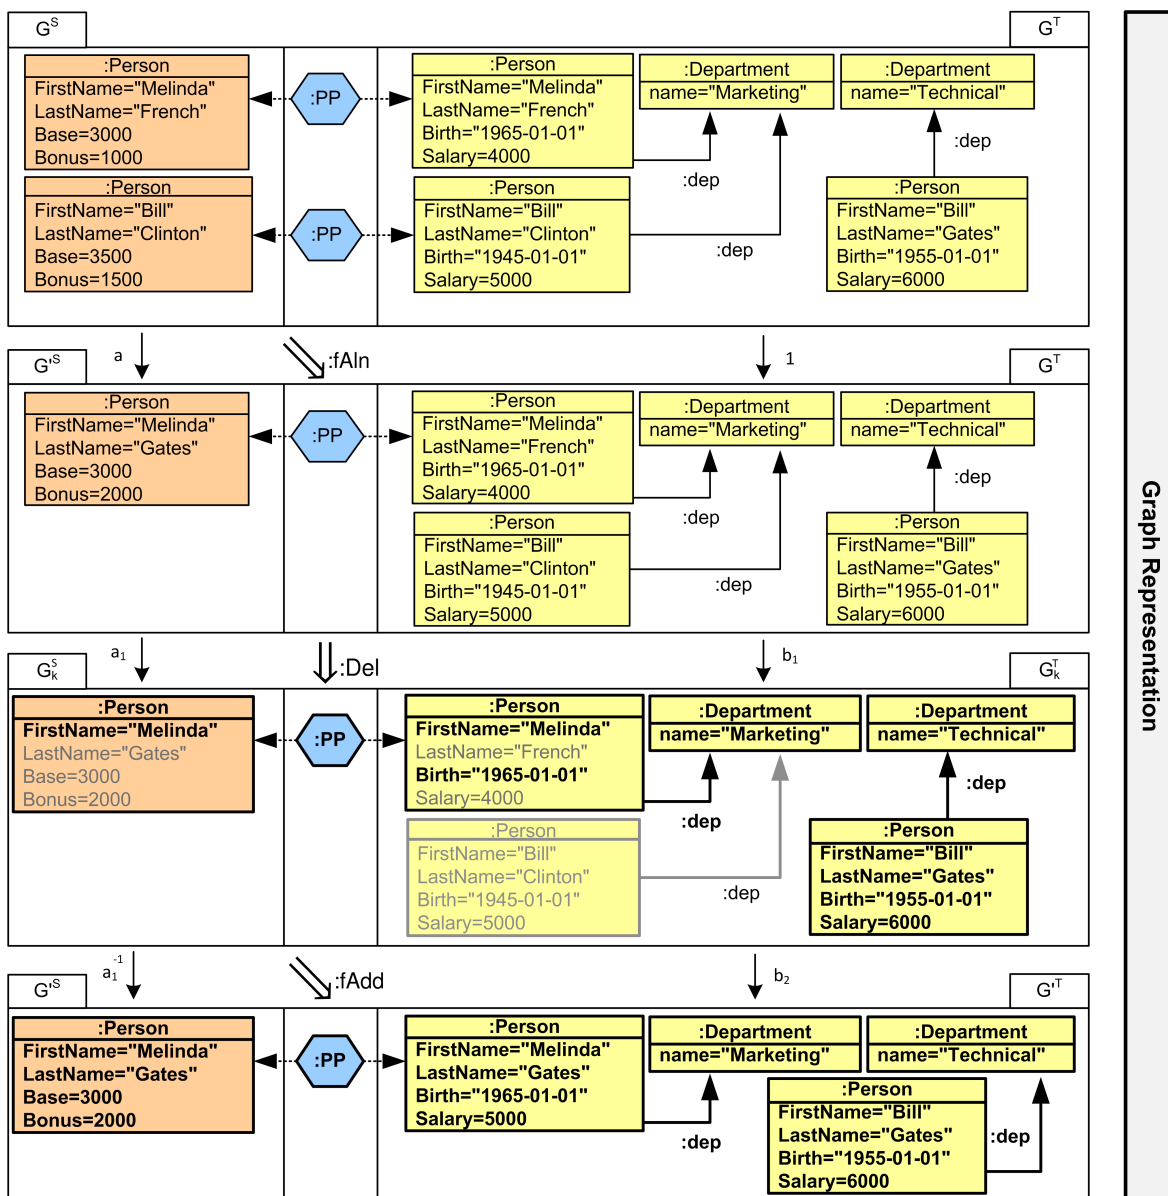 G^S
G^T
:Person
FirstName="Melinda"
LastName="French"
Base=3000
Bonus=1000
:PP
:Person
FirstName="Melinda"
LastName="French"
Birth="1965-01-01"
Salary=4000
:Department
name="Marketing"
:Department
name="Technical"
:dep
:dep
:Person
FirstName="Bill"
LastName="Clinton"
Base=3500
Bonus=1500
:PP
:Person
FirstName="Bill"
LastName="Clinton"
Birth="1945-01-01"
Salary=5000
:dep
:Person
FirstName="Bill"
LastName="Gates"
Birth="1955-01-01"
Salary=6000
a
:fAln
1
G'^S
G^T
:Person
FirstName="Melinda"
LastName="Gates"
Base=3000
Bonus=2000
:PP
:Person
FirstName="Melinda"
LastName="French"
Birth="1965-01-01"
Salary=4000
:Department
name="Marketing"
:Department
name="Technical"
:dep
:dep
:Person
FirstName="Bill"
LastName="Clinton"
Birth="1945-01-01"
Salary=5000
:dep
:Person
FirstName="Bill"
LastName="Gates"
Birth="1955-01-01"
Salary=6000
a_1
:Del
b_1
G_k^S
G_k^T
:Person
FirstName="Melinda"
LastName="Gates"
Base=3000
Bonus=2000
:PP
:Person
FirstName="Melinda"
LastName="French"
Birth="1965-01-01"
Salary=4000
:Department
name="Marketing"
:Department
name="Technical"
:dep
:dep
:Person
FirstName="Bill"
LastName="Clinton"
Birth="1945-01-01"
Salary=5000
:dep
:Person
FirstName="Bill"
LastName="Gates"
Birth="1955-01-01"
Salary=6000
a_1^-1
:fAdd
b_2
G'^S
G'^T
:Person
FirstName="Melinda"
LastName="Gates"
Base=3000
Bonus=2000
:PP
:Person
FirstName="Melinda"
LastName="Gates"
Birth="1965-01-01"
Salary=5000
:Department
name="Marketing"
:Department
name="Technical"
:dep
:Person
FirstName="Bill"
LastName="Gates"
Birth="1955-01-01"
Salary=6000
:dep
Graph Representation